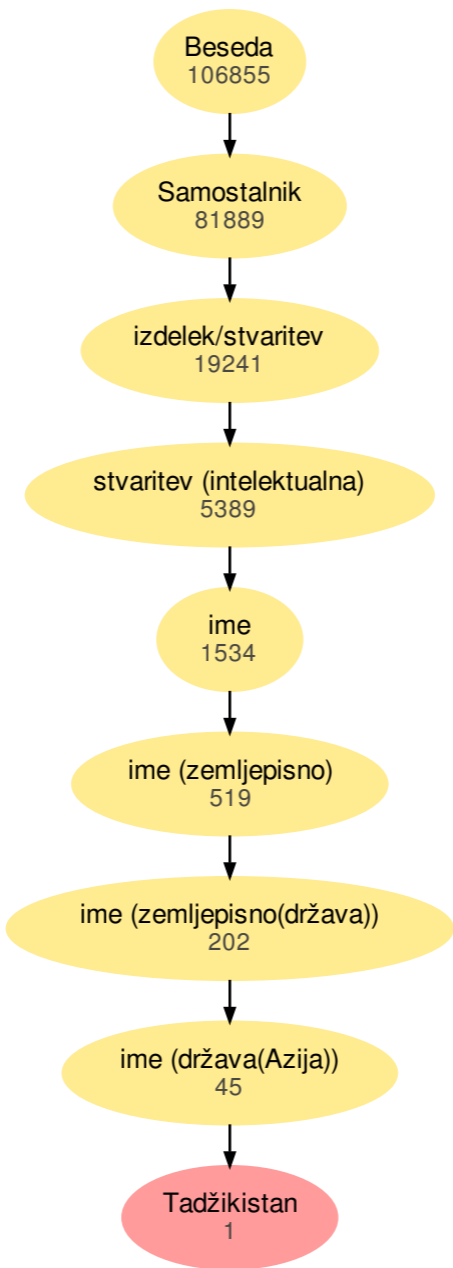 Beseda
106855
Samostalnik
81889
izdelek/stvaritev
19241
stvaritev (intelektualna)
5389
ime
1534
ime (zemljepisno)
519
ime (zemljepisno(država))
202
ime (država(Azija))
45
Tadžikistan
1